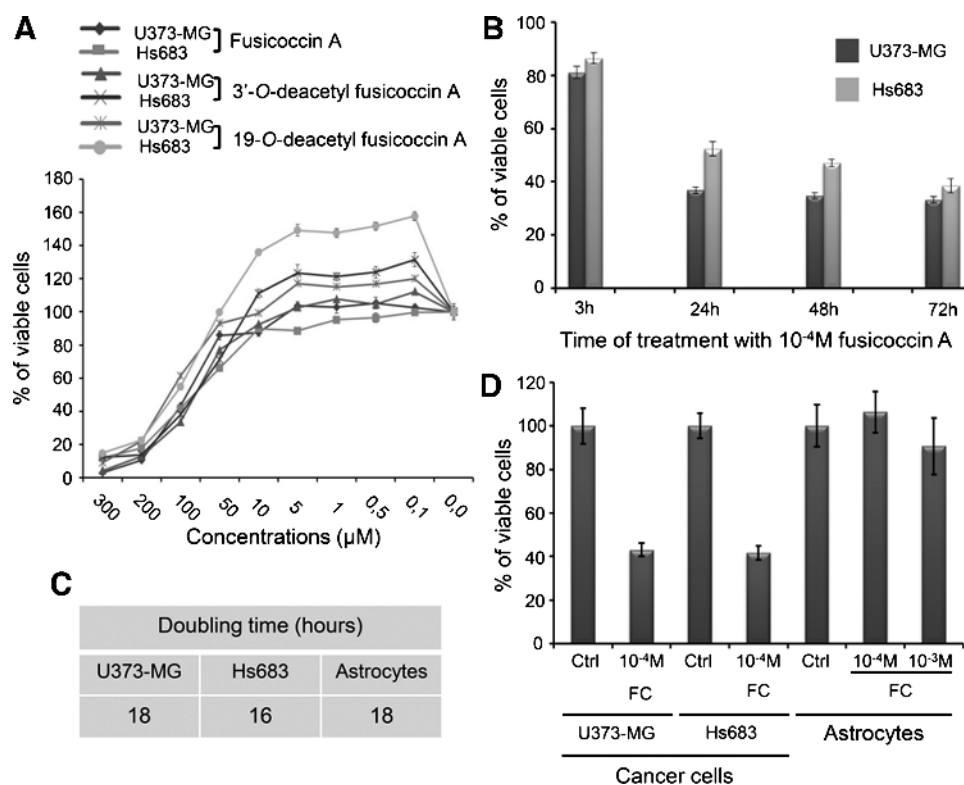 A
U373-MG
Hs683
Fusicoccin A
U373-MG
Hs683
3'-O-deacetyl fusicoccin A
U373-MG
Hs683
19-O-deacetyl fusicoccin A
% of viable cells
180
160
140
120
100
80
60
40
20
0
300 200 100 50 10 5 1 0,5 0,1 0,0
Concentrations (µM)
B
U373-MG
Hs683
% of viable cells
100
80
60
40
20
0
3h 24h 48h 72h
Time of treatment with 10⁻⁴M fusicoccin A
C
Doubling time (hours)
U373-MG Hs683 Astrocytes
18 16 18
D
% of viable cells
120
100
80
60
40
20
0
Ctrl 10⁻⁴M Ctrl 10⁻⁴M Ctrl 10⁻⁴M 10⁻³M
FC FC FC
U373-MG Hs683 Astrocytes
Cancer cells